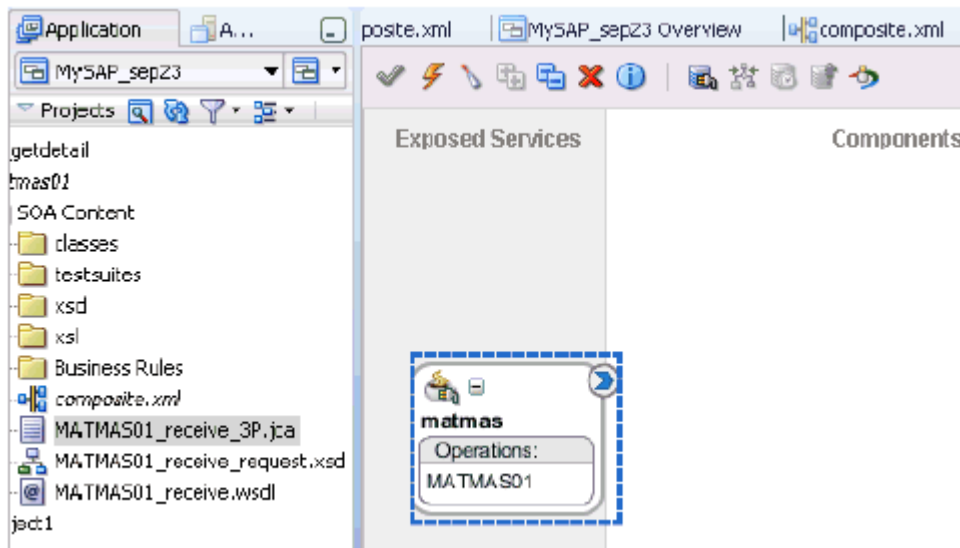 Application
A...
posite.xml
MySAP_sep23 Overview
composite.xml
MySAP_sep23
Projects
Exposed Services
Components
getdetail
tmas01
SOA Content
classes
testsuites
xsd
xsl
Business Rules
composite.xml
MATMAS01_receive_3P.jca
MATMAS01_receive_request.xsd
MATMAS01_receive.wsdl
ject1
matmas
Operations:
MATMAS01